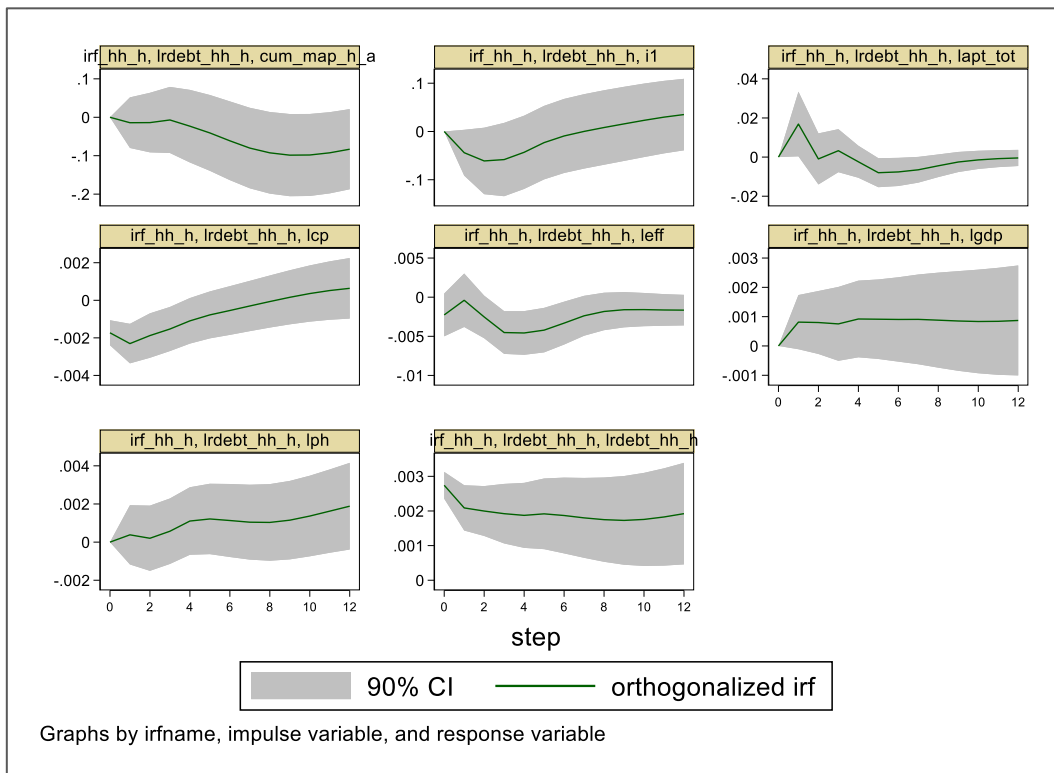 irf_hh_h, lrdebt_hh_h, cum_map_h_a
.1
0
-.1
-.2
irf_hh_h, lrdebt_hh_h, i1
.1
0
-.1
irf_hh_h, lrdebt_hh_h, lapt_tot
.04
.02
0
-.02
irf_hh_h, lrdebt_hh_h, lcp
.002
0
-.002
-.004
irf_hh_h, lrdebt_hh_h, leff
.005
0
-.005
-.01
irf_hh_h, lrdebt_hh_h, lgdp
.003
.002
.001
0
-.001
0 2 4 6 8 10 12
irf_hh_h, lrdebt_hh_h, lph
.004
.002
0
-.002
0 2 4 6 8 10 12
irf_hh_h, lrdebt_hh_h, lrdebt_hh_h
.003
.002
.001
0
0 2 4 6 8 10 12
step
90% CI orthogonalized irf
Graphs by irfname, impulse variable, and response variable